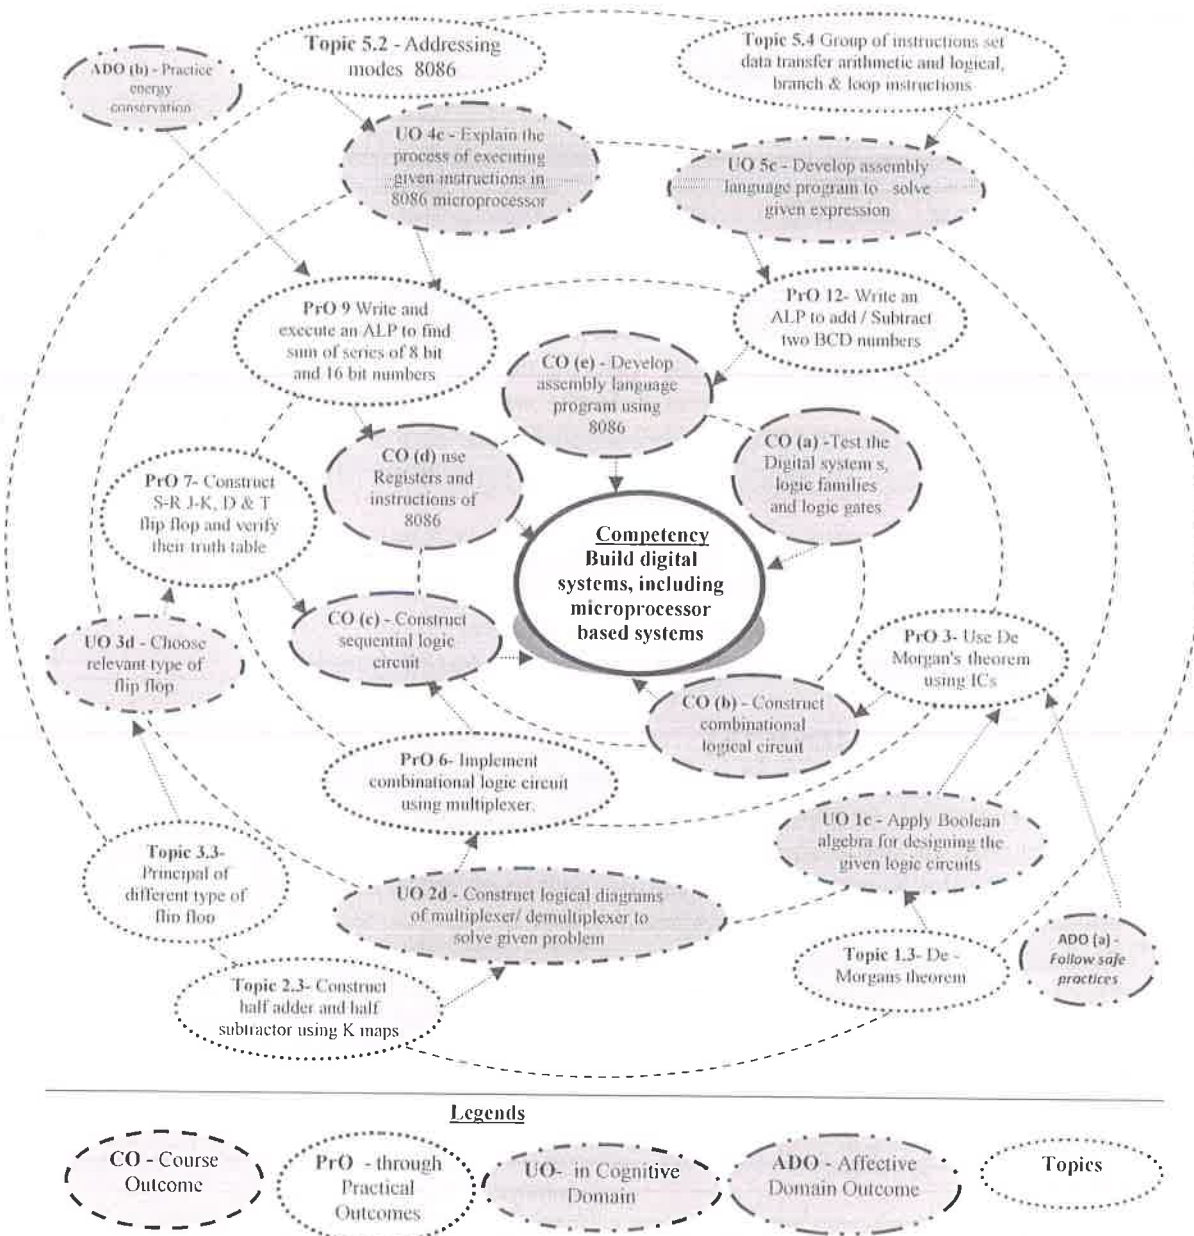 Topic 5.2 - Addressing
modes 8086
Topic 5.4 Group of instructions set
data transfer arithmetic and logical,
branch & loop instructions
ADO (b) - Practice
energy
conservation
UO 4c - Explain the
process of executing
given instructions in
8086 microprocessor
UO 5c - Develop assembly
language program to solve
given expression
PrO 9 Write and
execute an ALP to find
sum of series of 8 bit
and 16 bit numbers
PrO 12- Write an
ALP to add / Subtract
two BCD numbers
CO (e) - Develop
assembly language
program using
8086
CO (d) use
Registers and
instructions of
8086
CO (a) -Test the
Digital system s,
logic families
and logic gates
PrO 7- Construct
S-R J-K, D & T
flip flop and verify
their truth table
Competency
Build digital
systems, including
microprocessor
based systems
CO (c) - Construct
sequential logic
circuit
UO 3d - Choose
relevant type of
flip flop
PrO 3- Use De
Morgan's theorem
using ICs
CO (b) - Construct
combinational
logical circuit
PrO 6- Implement
combinational logic circuit
using multiplexer.
UO 1c - Apply Boolean
algebra for designing the
given logic circuits
Topic 3.3-
Principal of
different type of
flip flop
UO 2d - Construct logical diagrams
of multiplexer/ demultiplexer to
solve given problem
Topic 1.3- De -
Morgans theorem
ADO (a) -
Follow safe
practices
Topic 2.3- Construct
half adder and half
subtractor using K maps
Legends
CO - Course
Outcome
PrO - through
Practical
Outcomes
UO- in Cognitive
Domain
ADO - Affective
Domain Outcome
Topics